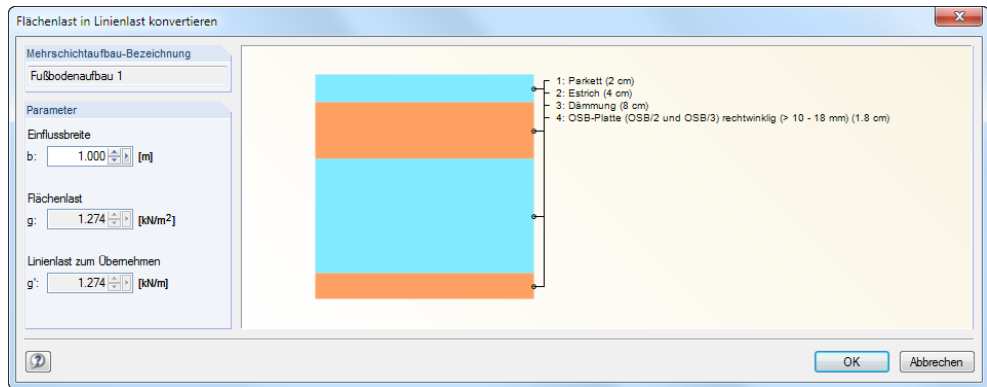 Flächenlast in Linienlast konvertieren
Mehrschichtaufbau-Bezeichnung
Fußbodenaufbau 1
Parameter
Einflussbreite
b: 1.000 [m]
Flächenlast
g: 1.274 [kN/m²]
Linienlast zum Übernehmen
g': 1.274 [kN/m]
1: Parkett (2 cm)
2: Estrich (4 cm)
3: Dämmung (8 cm)
4: OSB-Platte (OSB/2 und OSB/3) rechtwinklig (> 10 - 18 mm) (1.8 cm)
OK Abbrechen